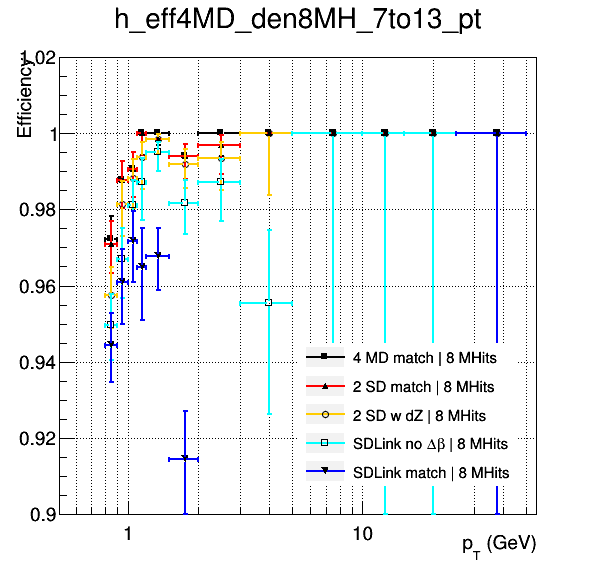 h_eff4MD_den8MH_7to13_pt
Efficiency
1.02
1
0.98
0.96
0.94
0.92
0.9
4 MD match | 8 MHits
2 SD match | 8 MHits
2 SD w dZ | 8 MHits
SDLink no Δβ | 8 MHits
SDLink match | 8 MHits
1
10
p_T (GeV)